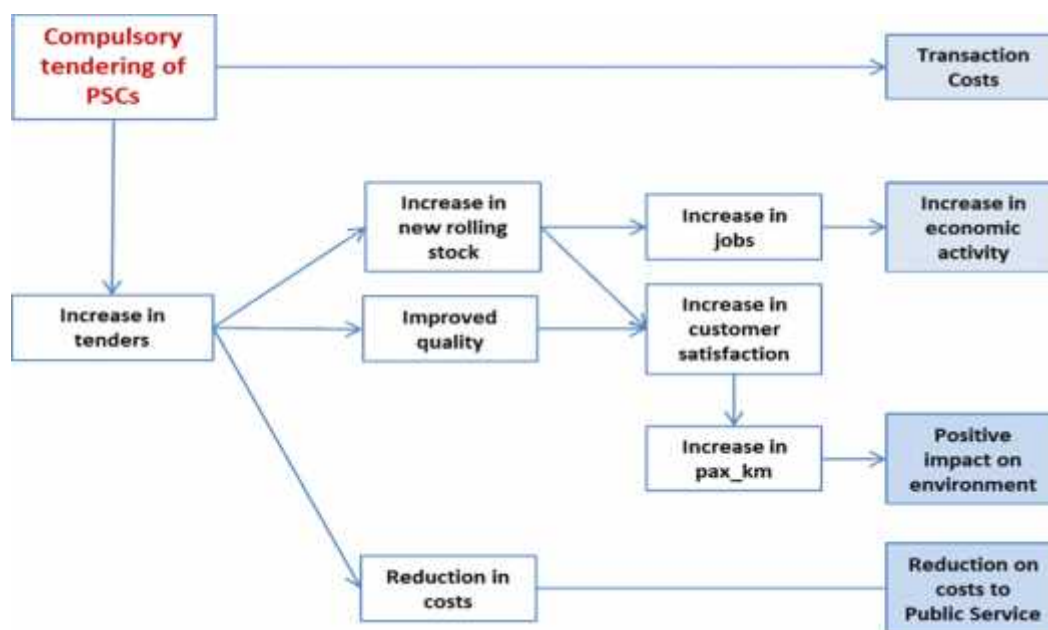 Compulsory
tendering of
PSCs
Transaction
Costs
Increase in
new rolling
stock
Increase in
jobs
Increase in
economic
activity
Increase in
tenders
Improved
quality
Increase in
customer
satisfaction
Increase in
pax_km
Positive
impact on
environment
Reduction in
costs
Reduction on
costs to
Public Service